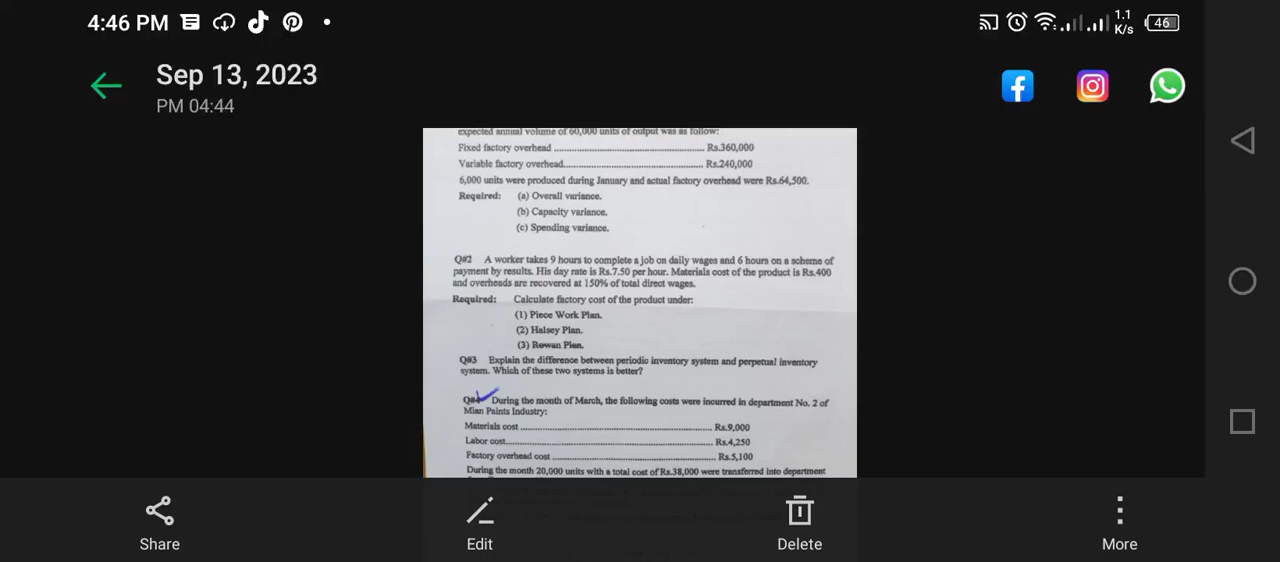 4:46 PM
1.1 K/s
46
Sep 13, 2023
PM 04:44
expected annual volume of 60,000 units of output was as follow:
Fixed factory overhead ................................................ Rs.360,000
Variable factory overhead............................................. Rs.240,000
6,000 units were produced during January and actual factory overhead were Rs.64,500.
Required: (a) Overall variance.
(b) Capacity variance.
(c) Spending variance.
Q#2 A worker takes 9 hours to complete a job on daily wages and 6 hours on a scheme of
payment by results. His day rate is Rs.7.50 per hour. Materials cost of the product is Rs.400
and overheads are recovered at 150% of total direct wages.
Required: Calculate factory cost of the product under:
(1) Piece Work Plan.
(2) Halsey Plan.
(3) Rowan Plan.
Q#3 Explain the difference between periodic inventory system and perpetual inventory
system. Which of these two systems is better?
Q#4 During the month of March, the following costs were incurred in department No. 2 of
Mian Paints Industry:
Materials cost ............................................................ Rs.9,000
Labor cost................................................................. Rs.4,250
Factory overhead cost .................................................. Rs.5,100
During the month 20,000 units with a total cost of Rs.38,000 were transferred into department
Share
Edit
Delete
More